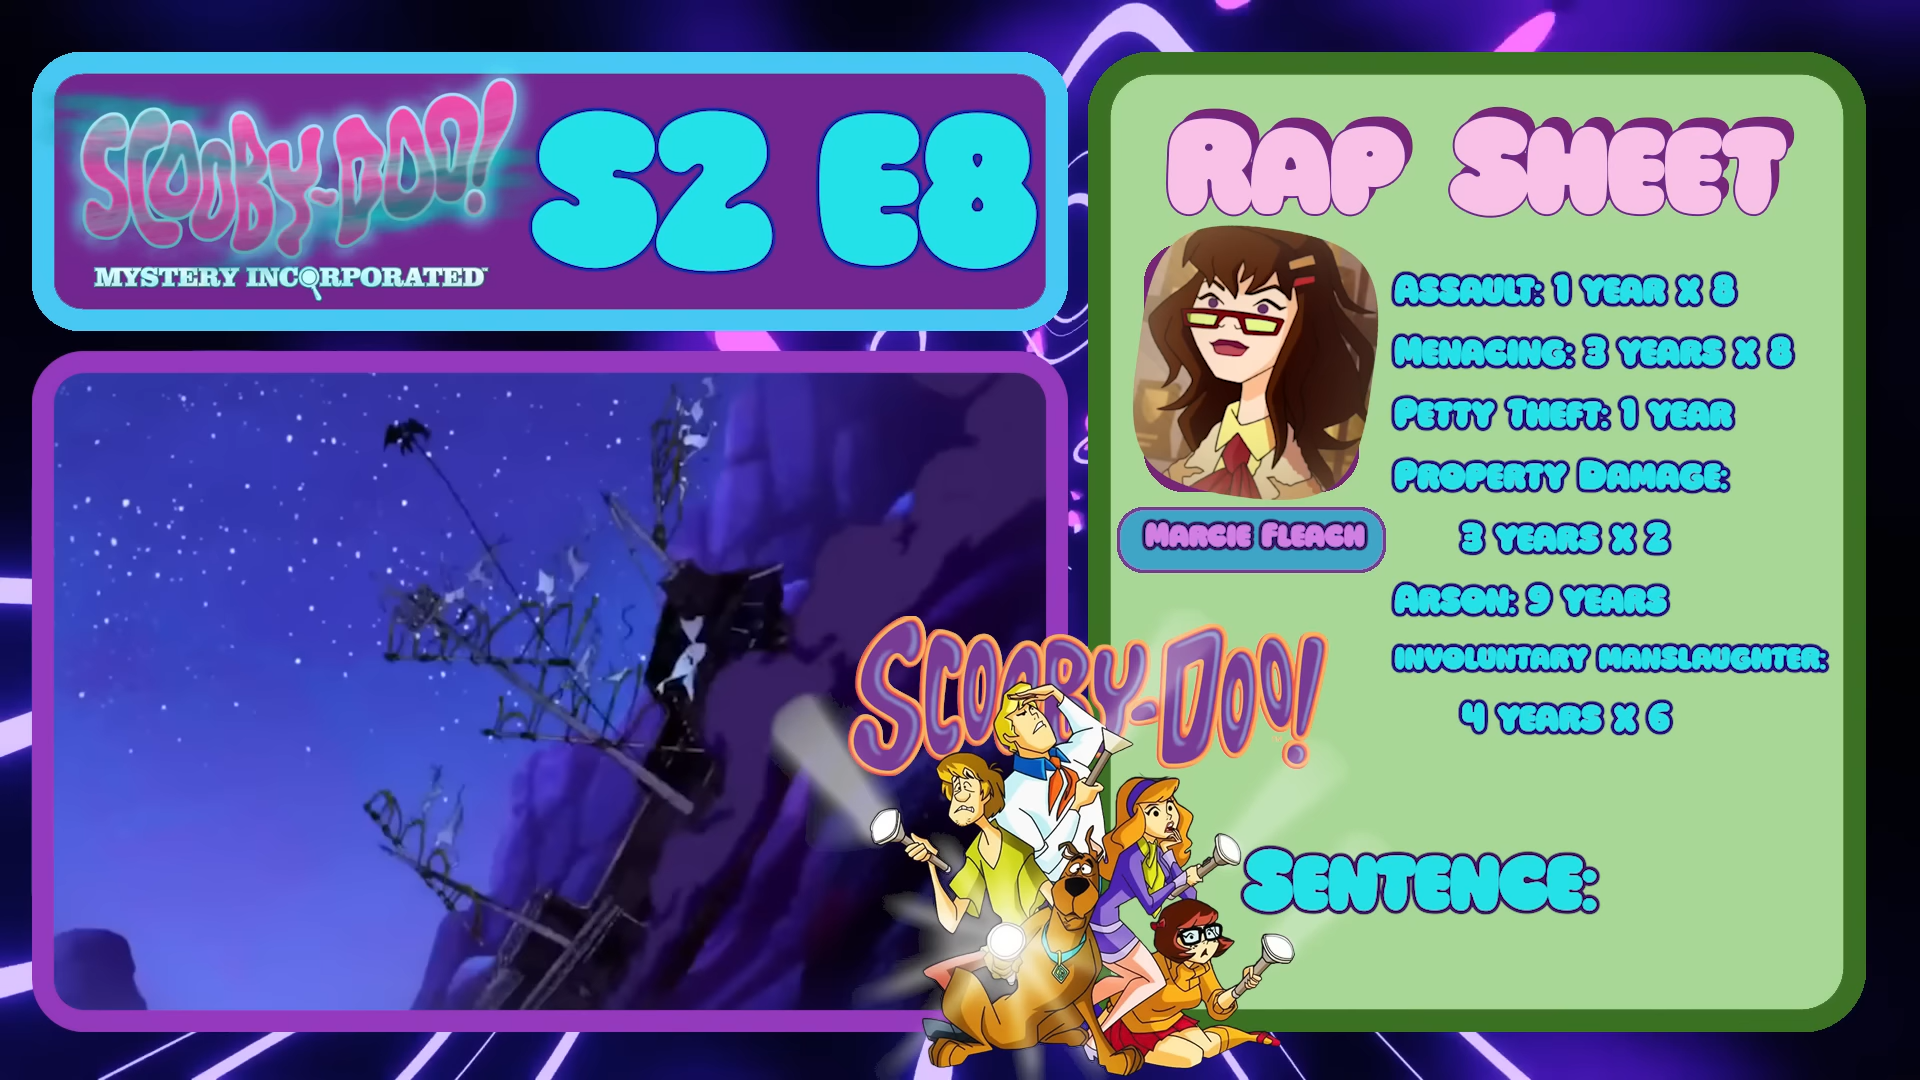 SCOOBY-DOO!
MYSTERY INCORPORATED
S2 E8
RAP SHEET
ASSAULT: 1 YEAR X 8
MENACING: 3 YEARS X 8
PETTY THEFT: 1 YEAR
PROPERTY DAMAGE:
3 YEARS X 2
ARSON: 9 YEARS
INVOLUNTARY MANSLAUGHTER:
4 YEARS X 6
MARCIE FLEACH
SCOOBY-DOO!
SENTENCE: